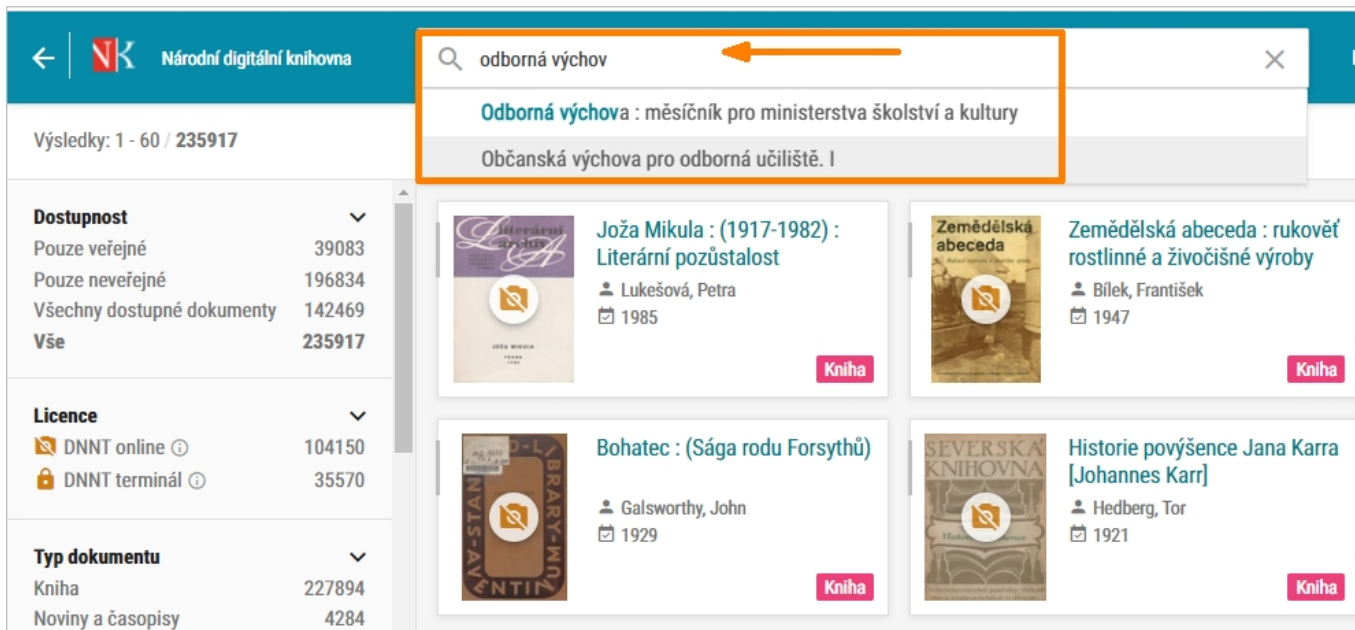 NK Národní digitální knihovna
odborná výchov
Odborná výchova : měsíčník pro ministerstva školství a kultury
Občanská výchova pro odborná učiliště. I
Výsledky: 1 - 60 / 235917
Dostupnost
Pouze veřejné 39083
Pouze neveřejné 196834
Všechny dostupné dokumenty 142469
Vše 235917
Licence
DNNT online 104150
DNNT terminál 35570
Typ dokumentu
Kniha 227894
Noviny a časopisy 4284
Literární
archiv
JOŽA MIKULA
PRAHA
Joža Mikula : (1917-1982) :
Literární pozůstalost
Lukešová, Petra
1985
Kniha
Zemědělská
abeceda
Zemědělská abeceda : rukověť
rostlinné a živočišné výroby
Bílek, František
1947
Kniha
AVENTINUM
Bohatec : (Sága rodu Forsythů)
Galsworthy, John
1929
Kniha
SEVERSKÁ
KNIHOVNA
Historie povýšence Jana Karra
[Johannes Karr]
Hedberg, Tor
1921
Kniha